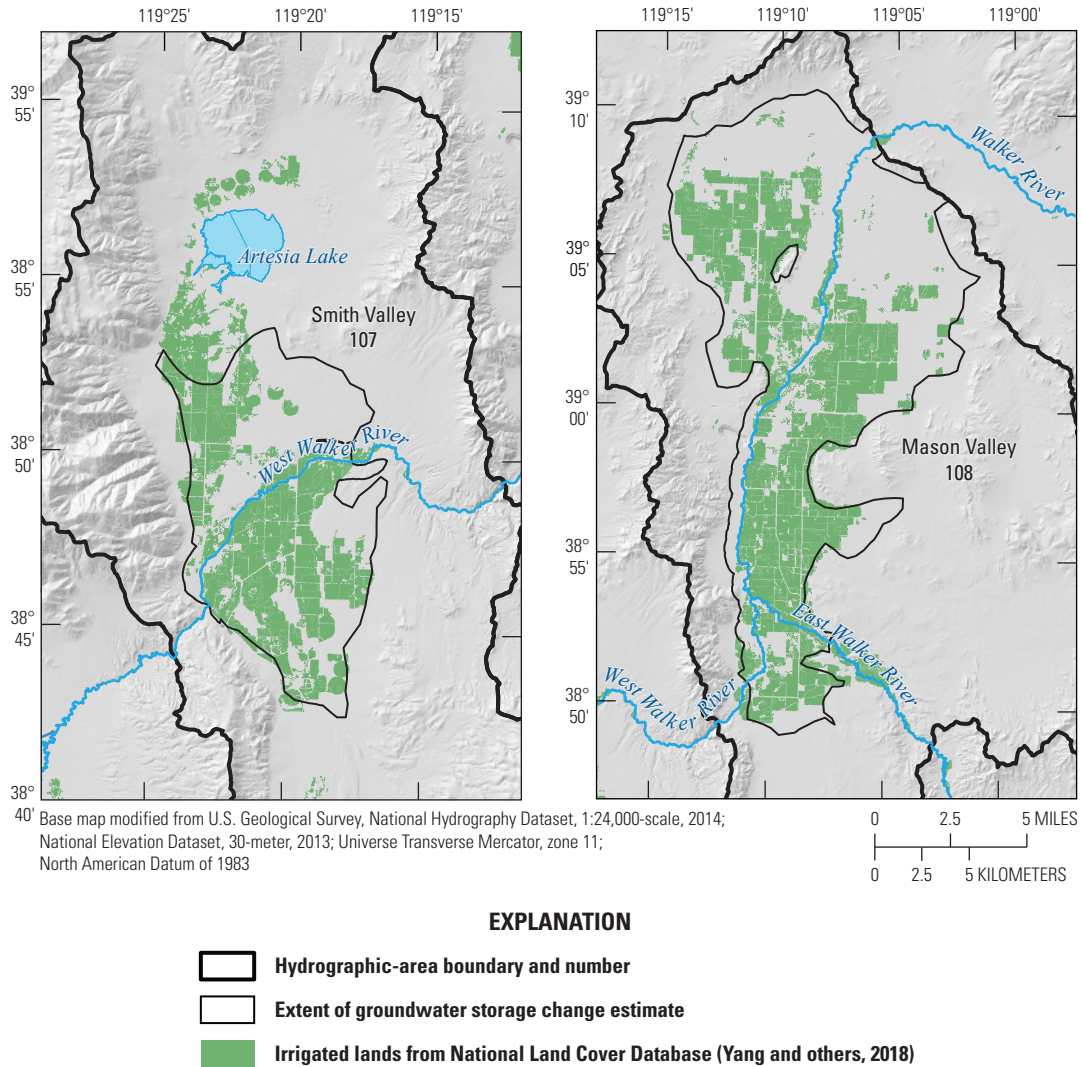 119°25' 119°20' 119°15'
39°
55'
38°
55'
38°
50'
38°
45'
38°
40'
Artesia Lake
Smith Valley
107
West Walker River
119°15' 119°10' 119°05' 119°00'
39°
10'
39°
05'
39°
00'
38°
55'
38°
50'
Walker River
Mason Valley
108
East Walker River
West Walker River
Base map modified from U.S. Geological Survey, National Hydrography Dataset, 1:24,000-scale, 2014;
National Elevation Dataset, 30-meter, 2013; Universe Transverse Mercator, zone 11;
North American Datum of 1983
0 2.5 5 MILES
0 2.5 5 KILOMETERS
EXPLANATION
Hydrographic-area boundary and number
Extent of groundwater storage change estimate
Irrigated lands from National Land Cover Database (Yang and others, 2018)